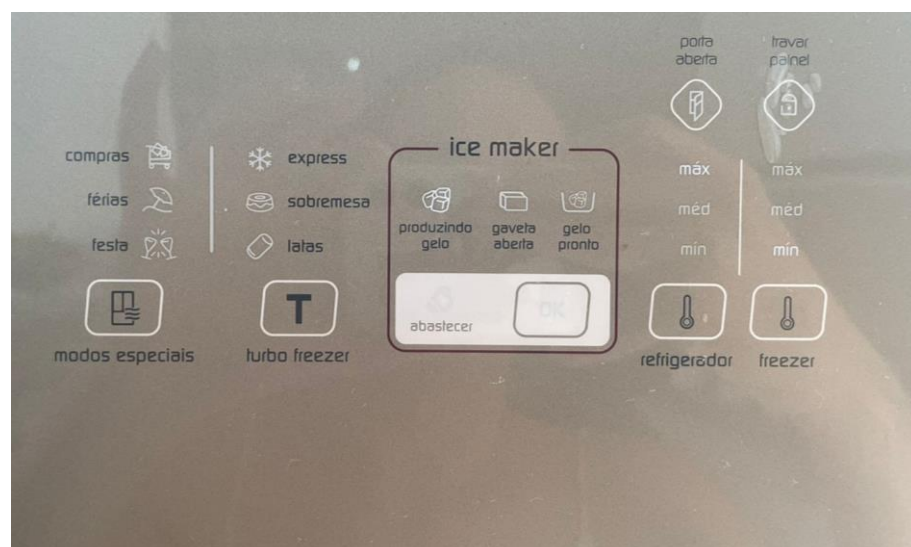 porta
aberta
travar
painel
compras
férias
festa
express
sobremesa
latas
ice maker
produzindo
gelo
gaveta
aberta
gelo
pronto
máx
méd
mín
máx
méd
mín
abastecer
OK
T
modos especiais
turbo freezer
refrigerador
freezer